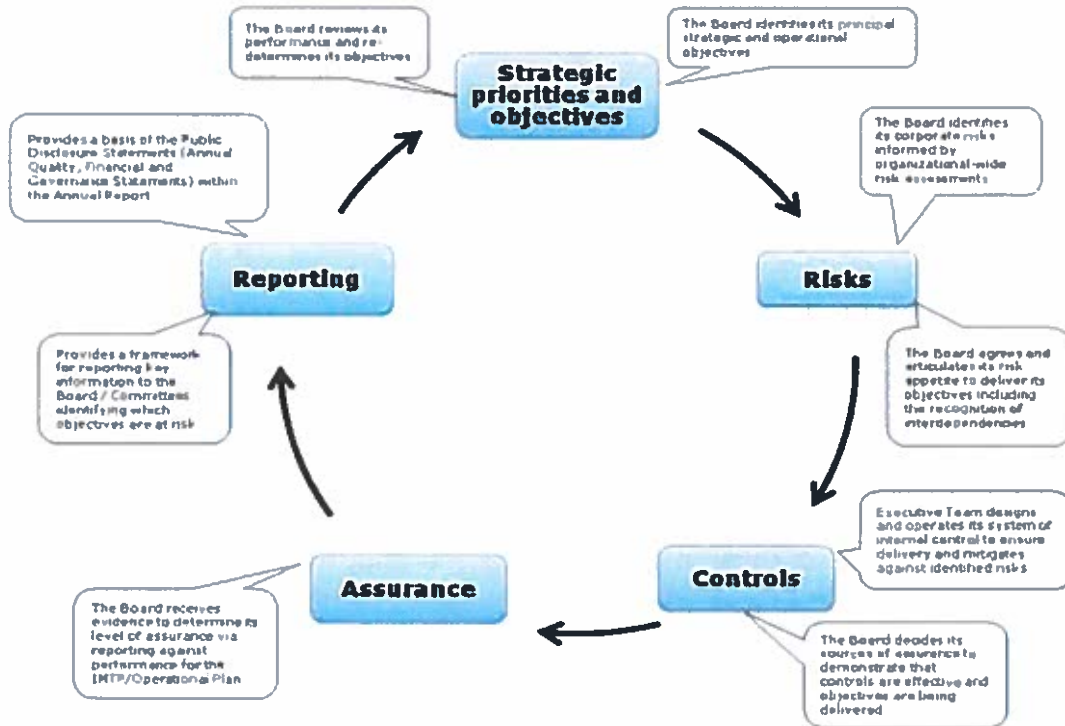 The Board reviews its
performance and re-
determines its objectives
Strategic
priorities and
objectives
The Board identifies its principal
strategic and operational
objectives
Provides a basis of the Public
Disclosure Statements (Annual
Quality, Financial and
Governance Statements) within
the Annual Report
The Board identifies
its corporate risks
informed by
organizational-wide
risk assessments
Reporting
Risks
Provides a framework
for reporting key
information to the
Board / Committees
identifying which
objectives are at risk
The Board agrees and
articulates its risk
appetite to deliver its
objectives including
the recognition of
interdependencies
Executive Team designs
and operates its system of
internal control to ensure
delivery and mitigates
against identified risks
Assurance
Controls
The Board receives
evidence to determine its
level of assurance via
reporting against
performance for the
IMTP/Operational Plan
The Board decides its
sources of assurance to
demonstrate that
controls are effective and
objectives are being
delivered